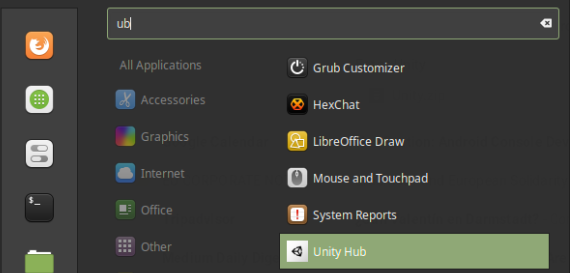 ub
All Applications
Accessories
Graphics
Internet
Office
Other
Grub Customizer
HexChat
LibreOffice Draw
Mouse and Touchpad
System Reports
Unity Hub
$_